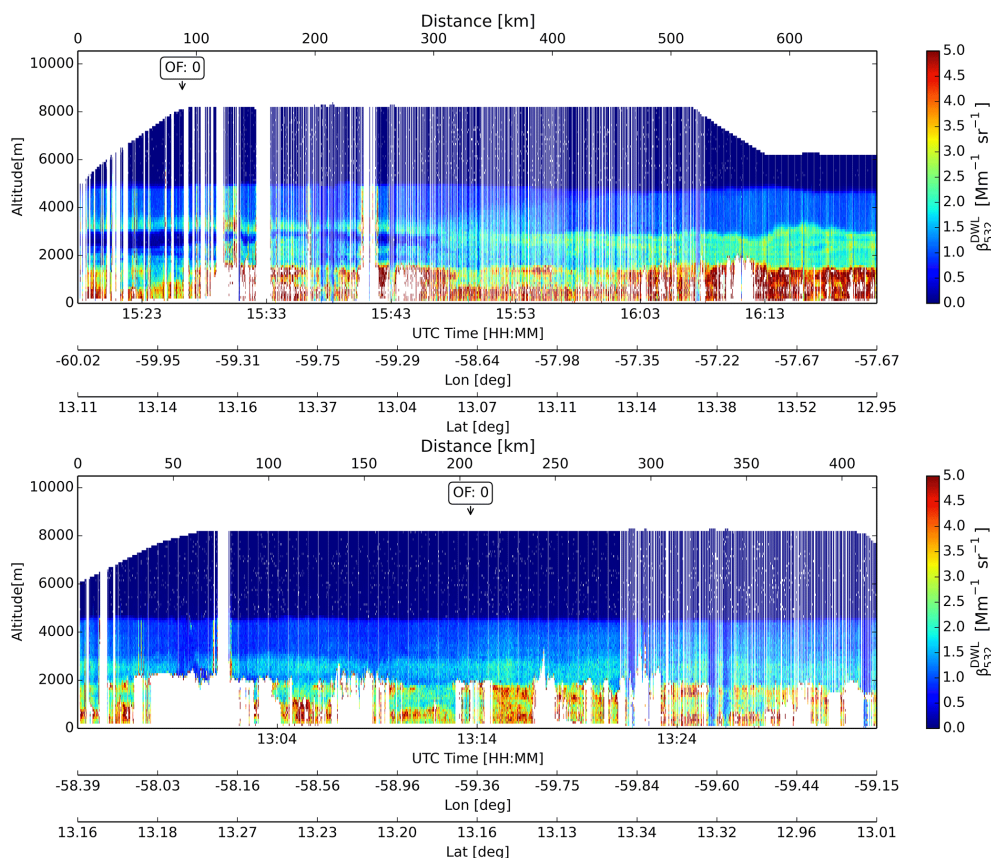 Distance [km]
0 100 200 300 400 500 600
OF: 0
10000
8000
6000
4000
2000
0
Altitude[m]
15:23 15:33 15:43 15:53 16:03 16:13
UTC Time [HH:MM]
-60.02 -59.95 -59.31 -59.75 -59.29 -58.64 -57.98 -57.35 -57.22 -57.67 -57.67
Lon [deg]
13.11 13.14 13.16 13.37 13.04 13.07 13.11 13.14 13.38 13.52 12.95
Lat [deg]
5.0
4.5
4.0
3.5
3.0
2.5
2.0
1.5
1.0
0.5
0.0
β532^DWL [Mm−1 sr−1]
Distance [km]
0 50 100 150 200 250 300 350 400
OF: 0
10000
8000
6000
4000
2000
0
Altitude[m]
13:04 13:14 13:24
UTC Time [HH:MM]
-58.39 -58.03 -58.16 -58.56 -58.96 -59.36 -59.75 -59.84 -59.60 -59.44 -59.15
Lon [deg]
13.16 13.18 13.27 13.23 13.20 13.16 13.13 13.34 13.32 12.96 13.01
Lat [deg]
5.0
4.5
4.0
3.5
3.0
2.5
2.0
1.5
1.0
0.5
0.0
β532^DWL [Mm−1 sr−1]